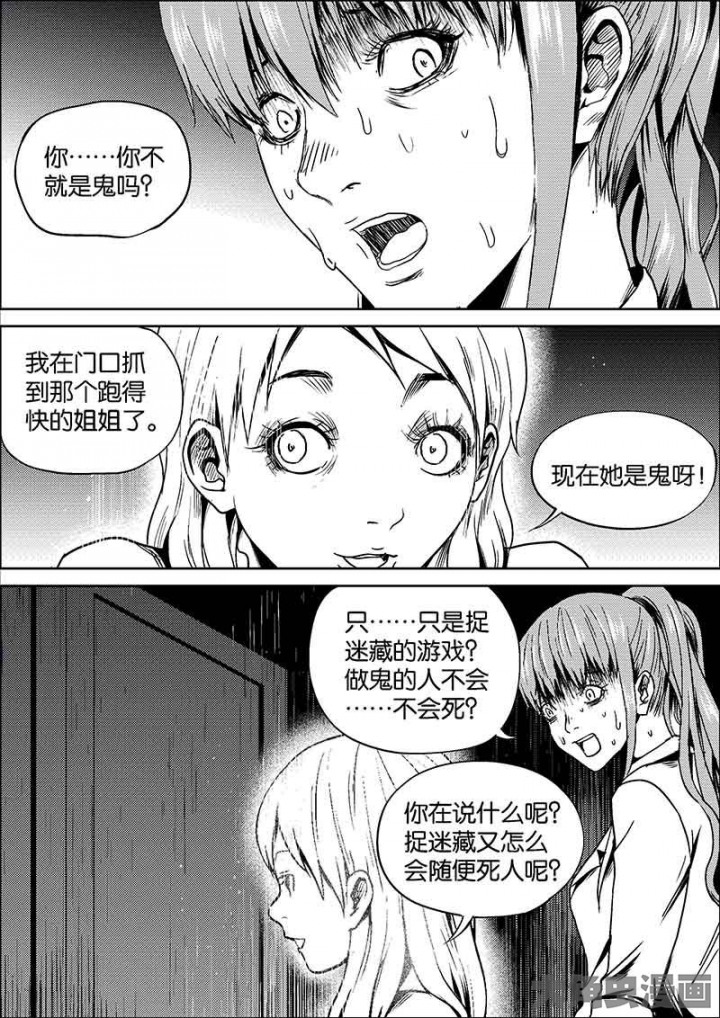 你……你不
就是鬼吗？
我在门口抓
到那个跑得
快的姐姐了。
现在她是鬼呀！
只……只是捉
迷藏的游戏？
做鬼的人不会
……不会死？
你在说什么呢？
捉迷藏又怎么
会随便死人呢？
漫画